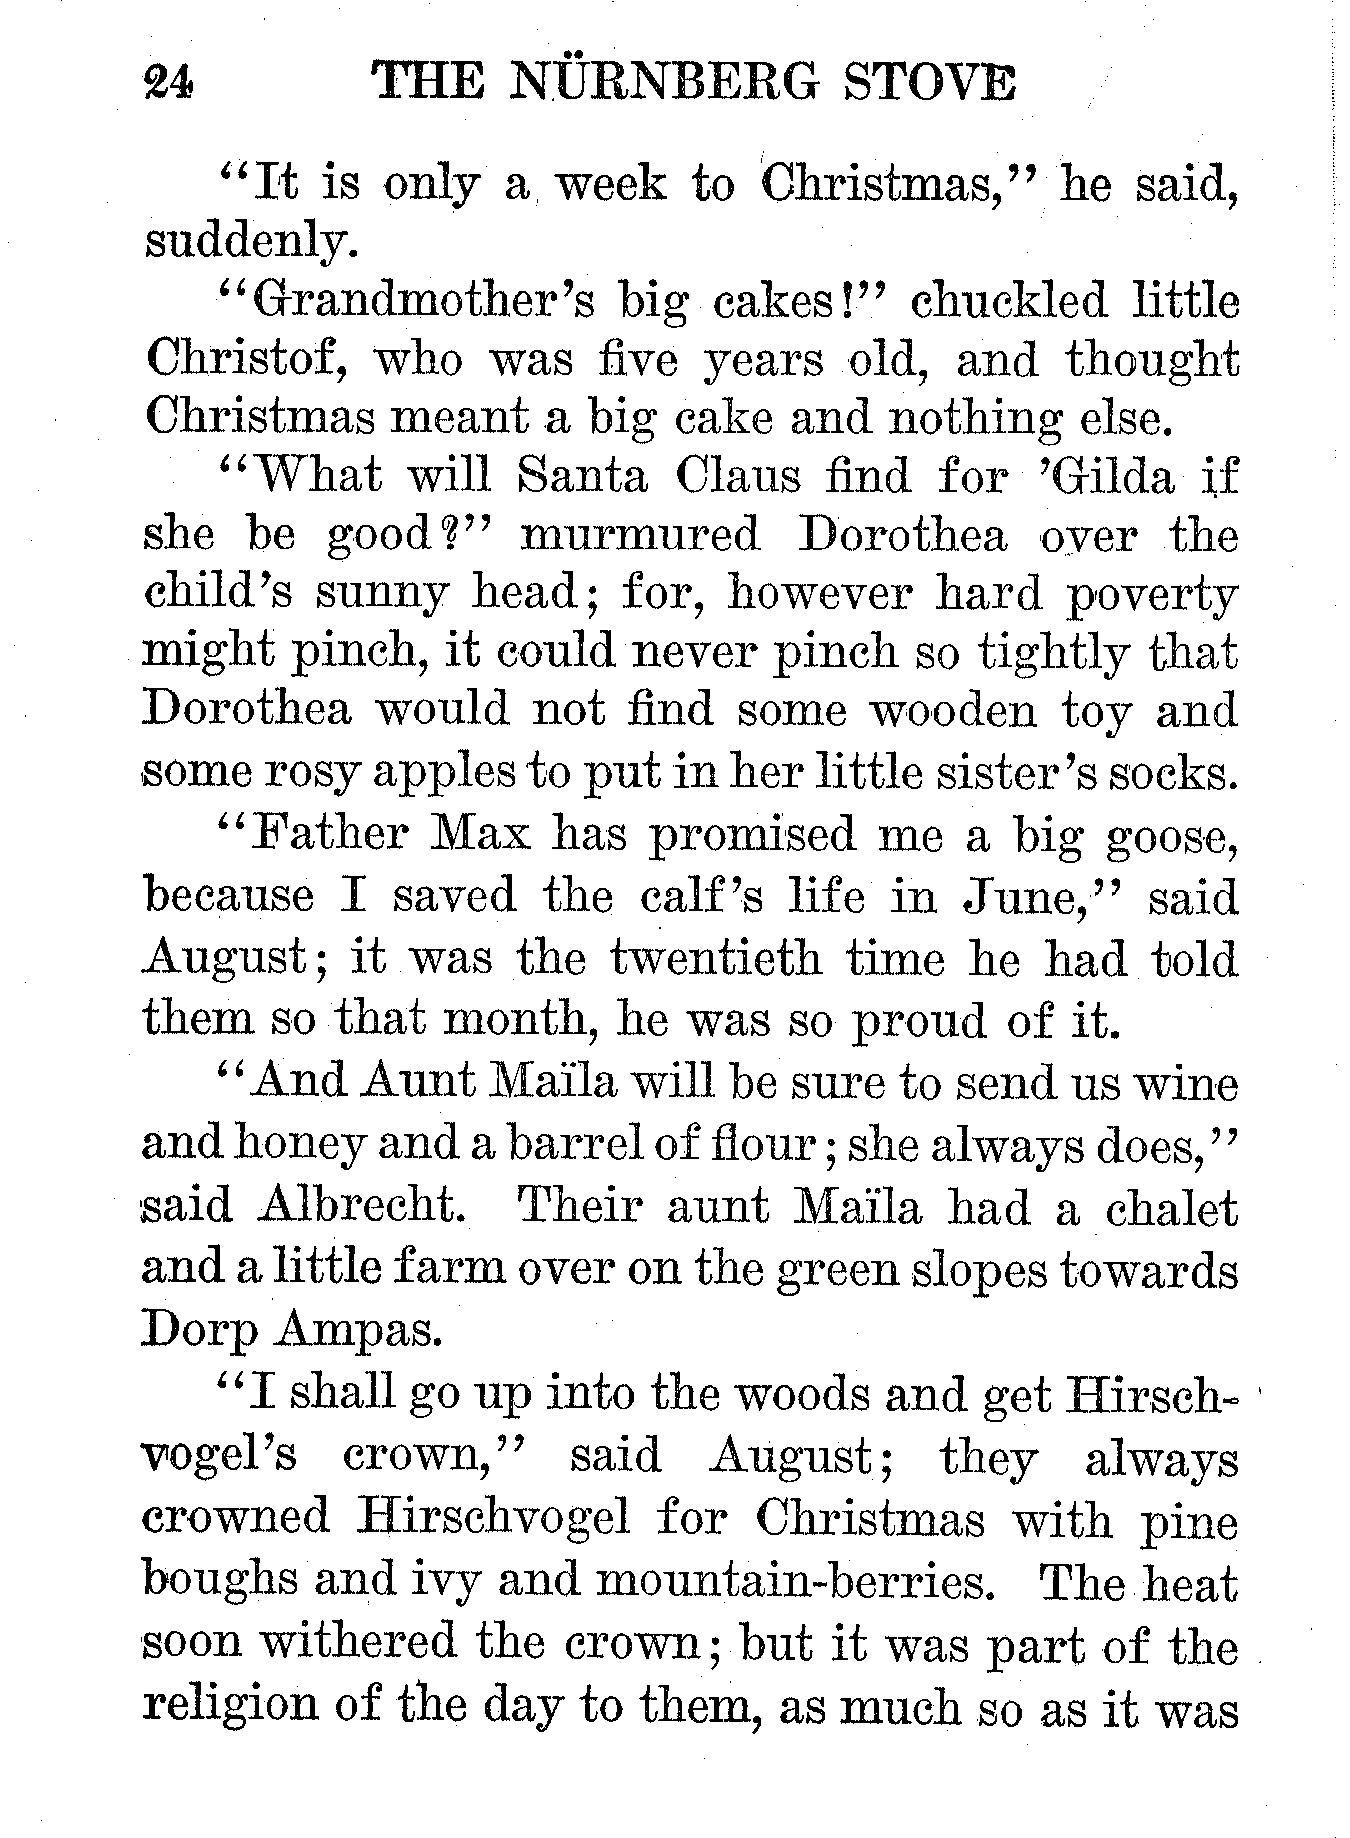 24 THE NÜRNBERG STOVE
"It is only a week to Christmas," he said,
suddenly.
"Grandmother's big cakes!" chuckled little
Christof, who was five years old, and thought
Christmas meant a big cake and nothing else.
"What will Santa Claus find for 'Gilda if
she be good?" murmured Dorothea over the
child's sunny head; for, however hard poverty
might pinch, it could never pinch so tightly that
Dorothea would not find some wooden toy and
some rosy apples to put in her little sister's socks.
"Father Max has promised me a big goose,
because I saved the calf's life in June," said
August; it was the twentieth time he had told
them so that month, he was so proud of it.
"And Aunt Maïla will be sure to send us wine
and honey and a barrel of flour; she always does,"
said Albrecht. Their aunt Maïla had a chalet
and a little farm over on the green slopes towards
Dorp Ampas.
"I shall go up into the woods and get Hirsch-
vogel's crown," said August; they always
crowned Hirschvogel for Christmas with pine
boughs and ivy and mountain-berries. The heat
soon withered the crown; but it was part of the
religion of the day to them, as much so as it was